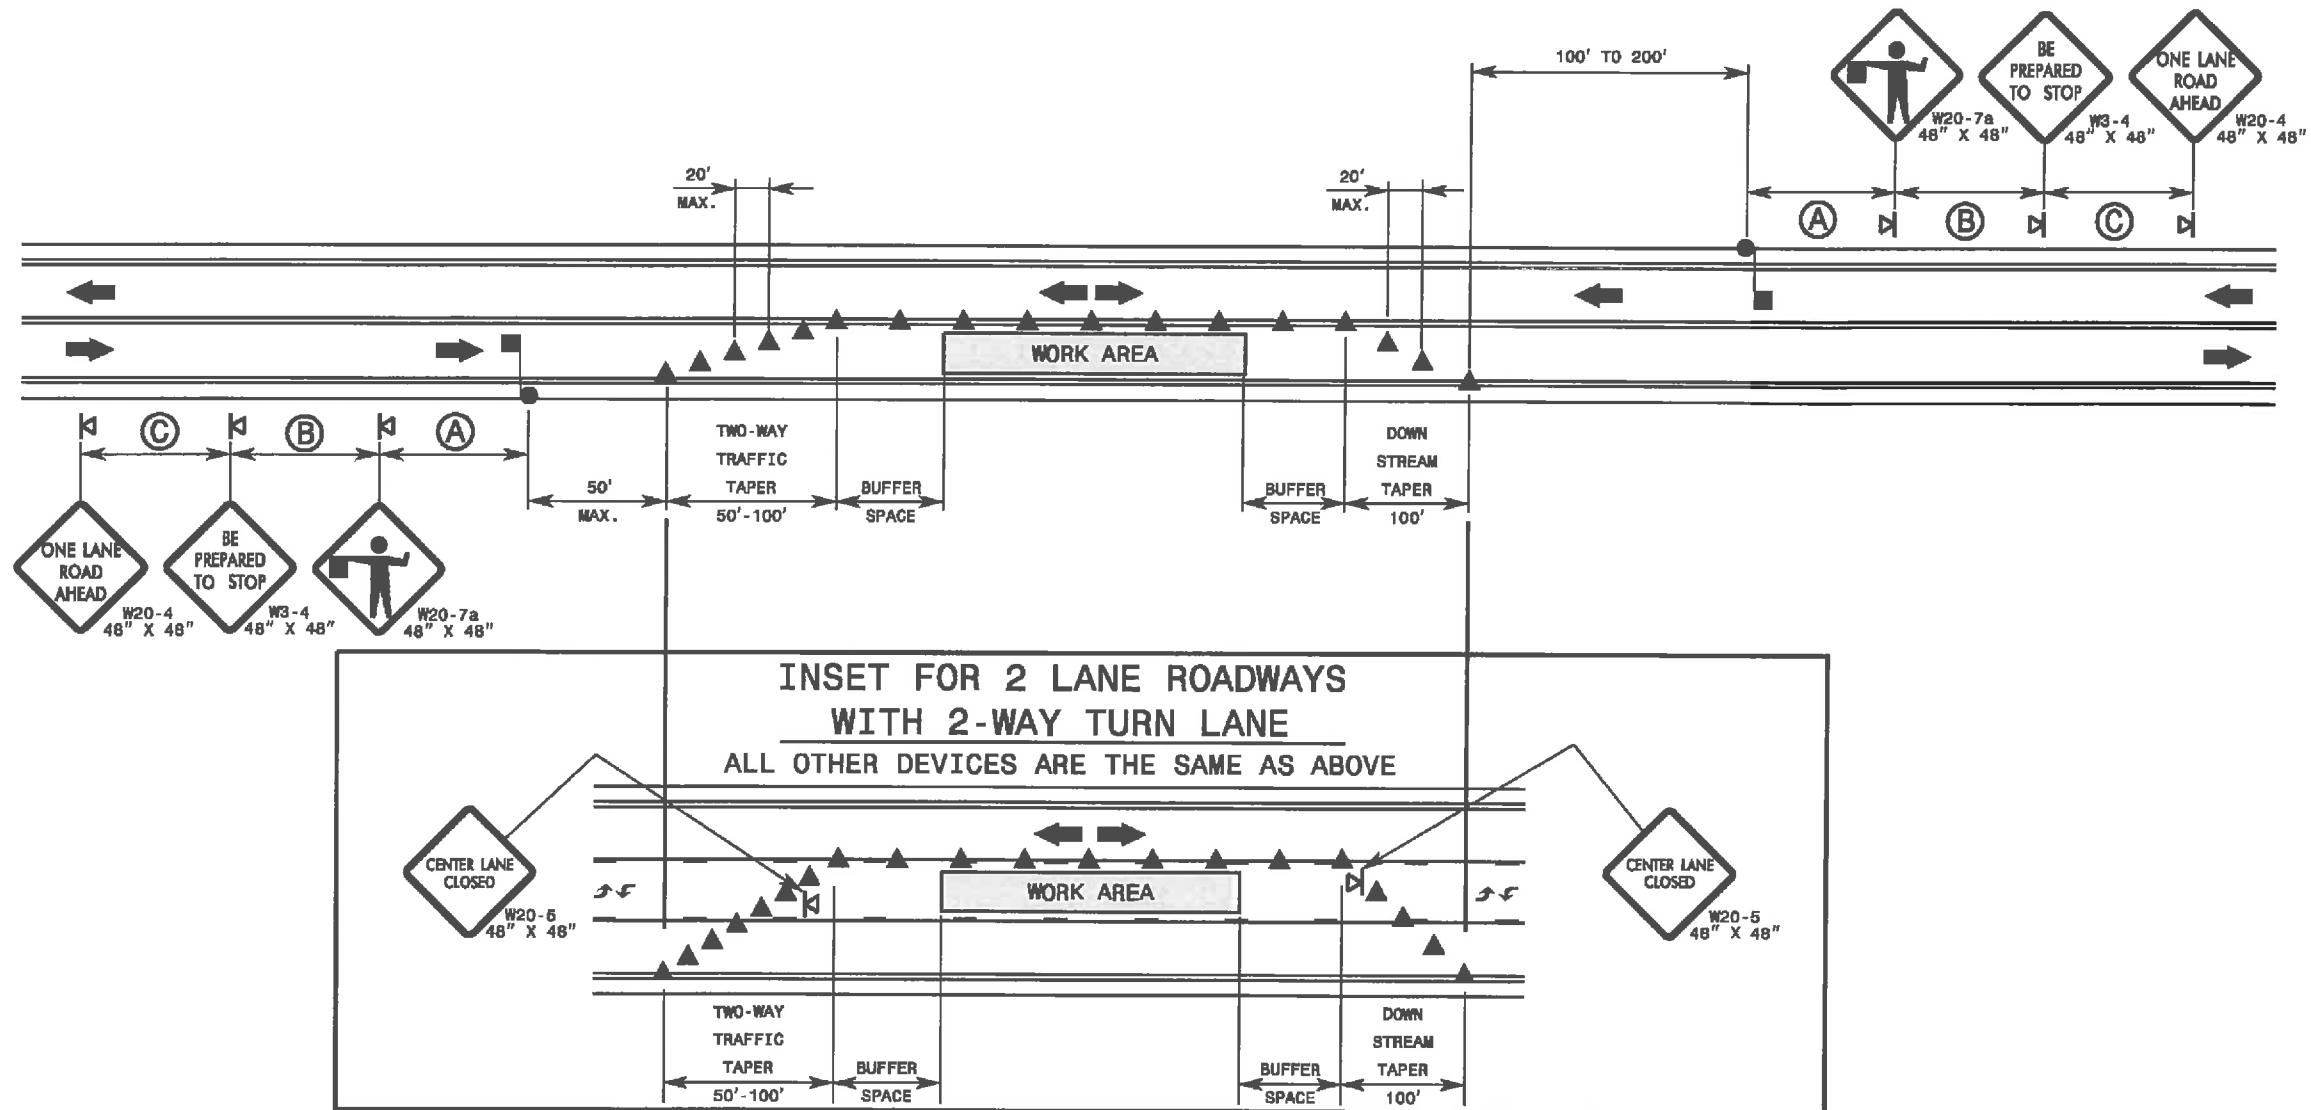 100' TO 200'
BE
PREPARED
TO STOP
ONE LANE
ROAD
AHEAD
W20-7a
48" X 48"
W3-4
48" X 48"
W20-4
48" X 48"
20'
MAX.
20'
MAX.
A
B
C
WORK AREA
C
B
A
TWO-WAY
TRAFFIC
TAPER
50'-100'
DOWN
STREAM
TAPER
100'
50'
MAX.
BUFFER
SPACE
BUFFER
SPACE
ONE LANE
ROAD
AHEAD
BE
PREPARED
TO STOP
W20-4
48" X 48"
W3-4
48" X 48"
W20-7a
48" X 48"
INSET FOR 2 LANE ROADWAYS
WITH 2-WAY TURN LANE
ALL OTHER DEVICES ARE THE SAME AS ABOVE
CENTER LANE
CLOSED
W20-5
48" X 48"
WORK AREA
CENTER LANE
CLOSED
W20-5
48" X 48"
TWO-WAY
TRAFFIC
TAPER
50'-100'
BUFFER
SPACE
BUFFER
SPACE
DOWN
STREAM
TAPER
100'